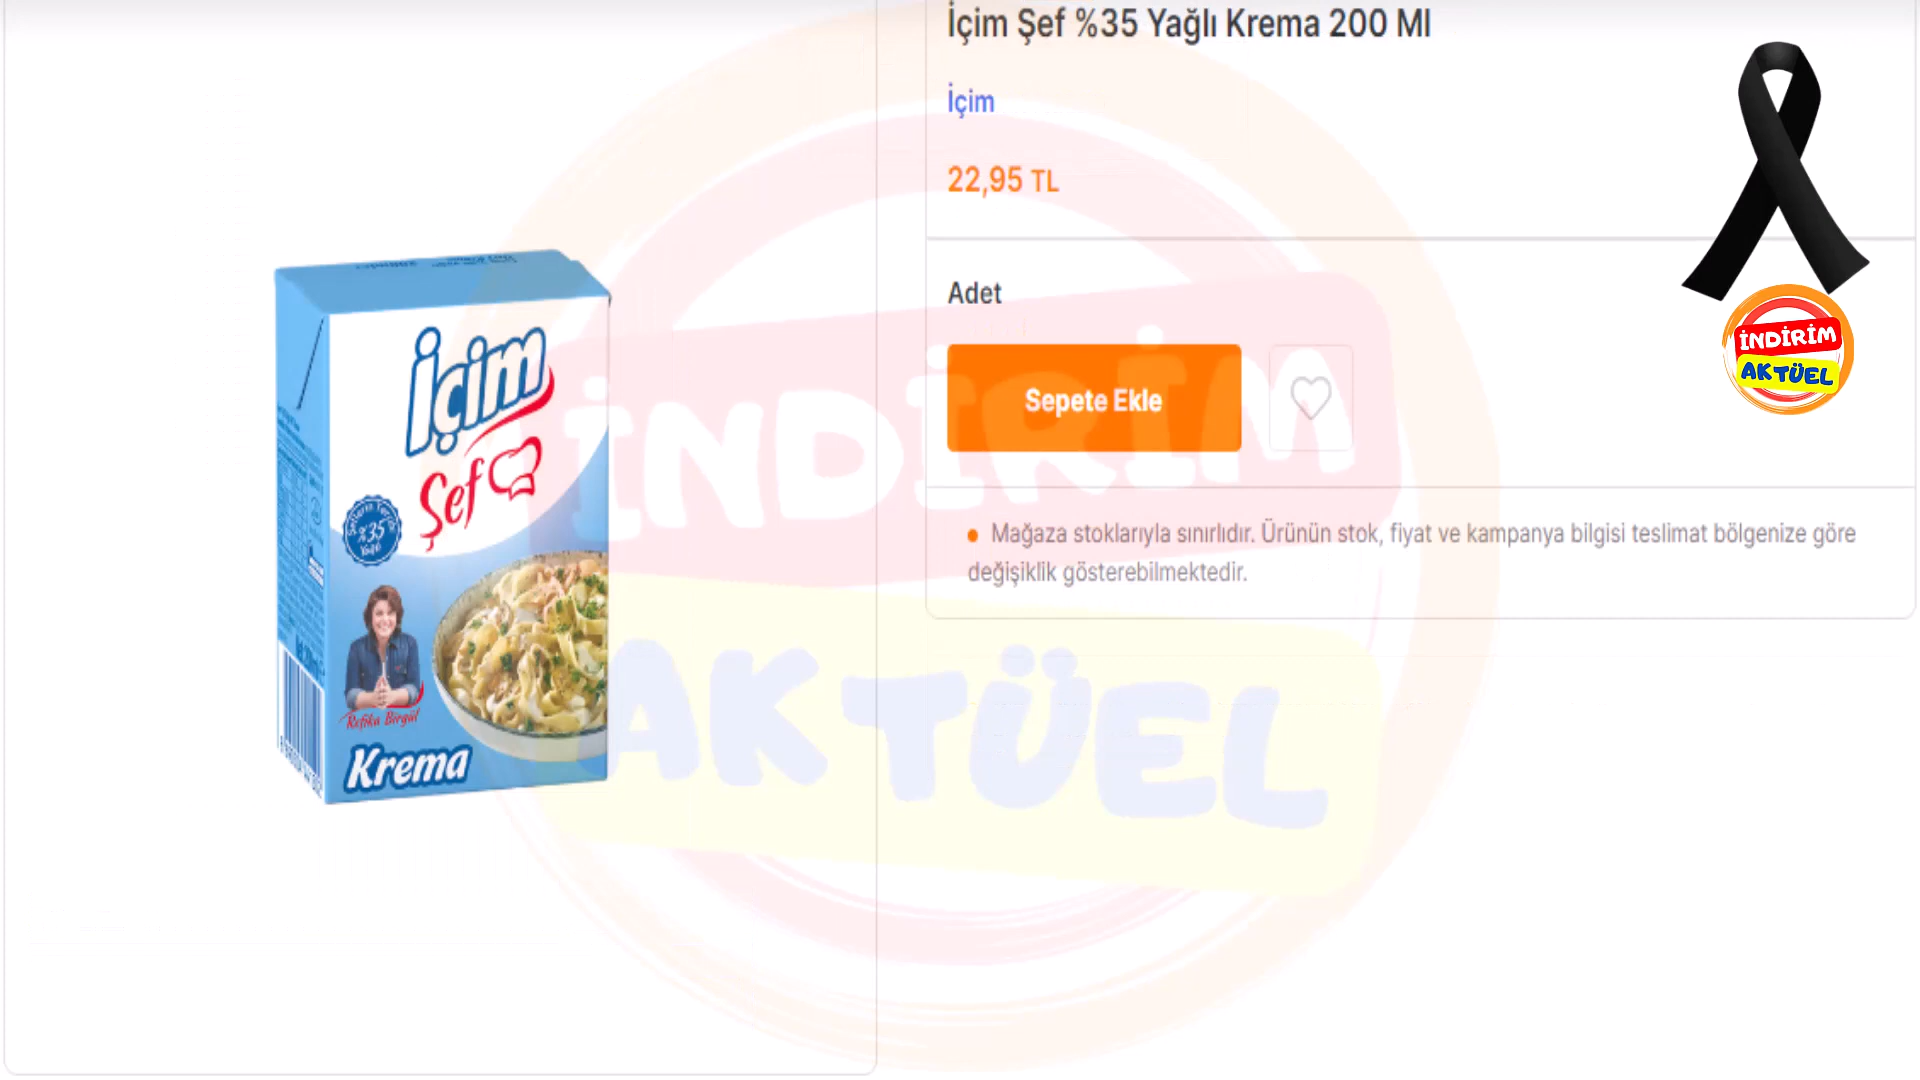 İçim Şef %35 Yağlı Krema 200 Ml
İçim
22,95 TL
Adet
Sepete Ekle
Mağaza stoklarıyla sınırlıdır. Ürünün stok, fiyat ve kampanya bilgisi teslimat bölgenize göre
değişiklik gösterebilmektedir.
İNDİRİM
AKTÜEL
içim
Şef
%35
Refika Birgül
Krema
İNDİRİM
AKTÜEL